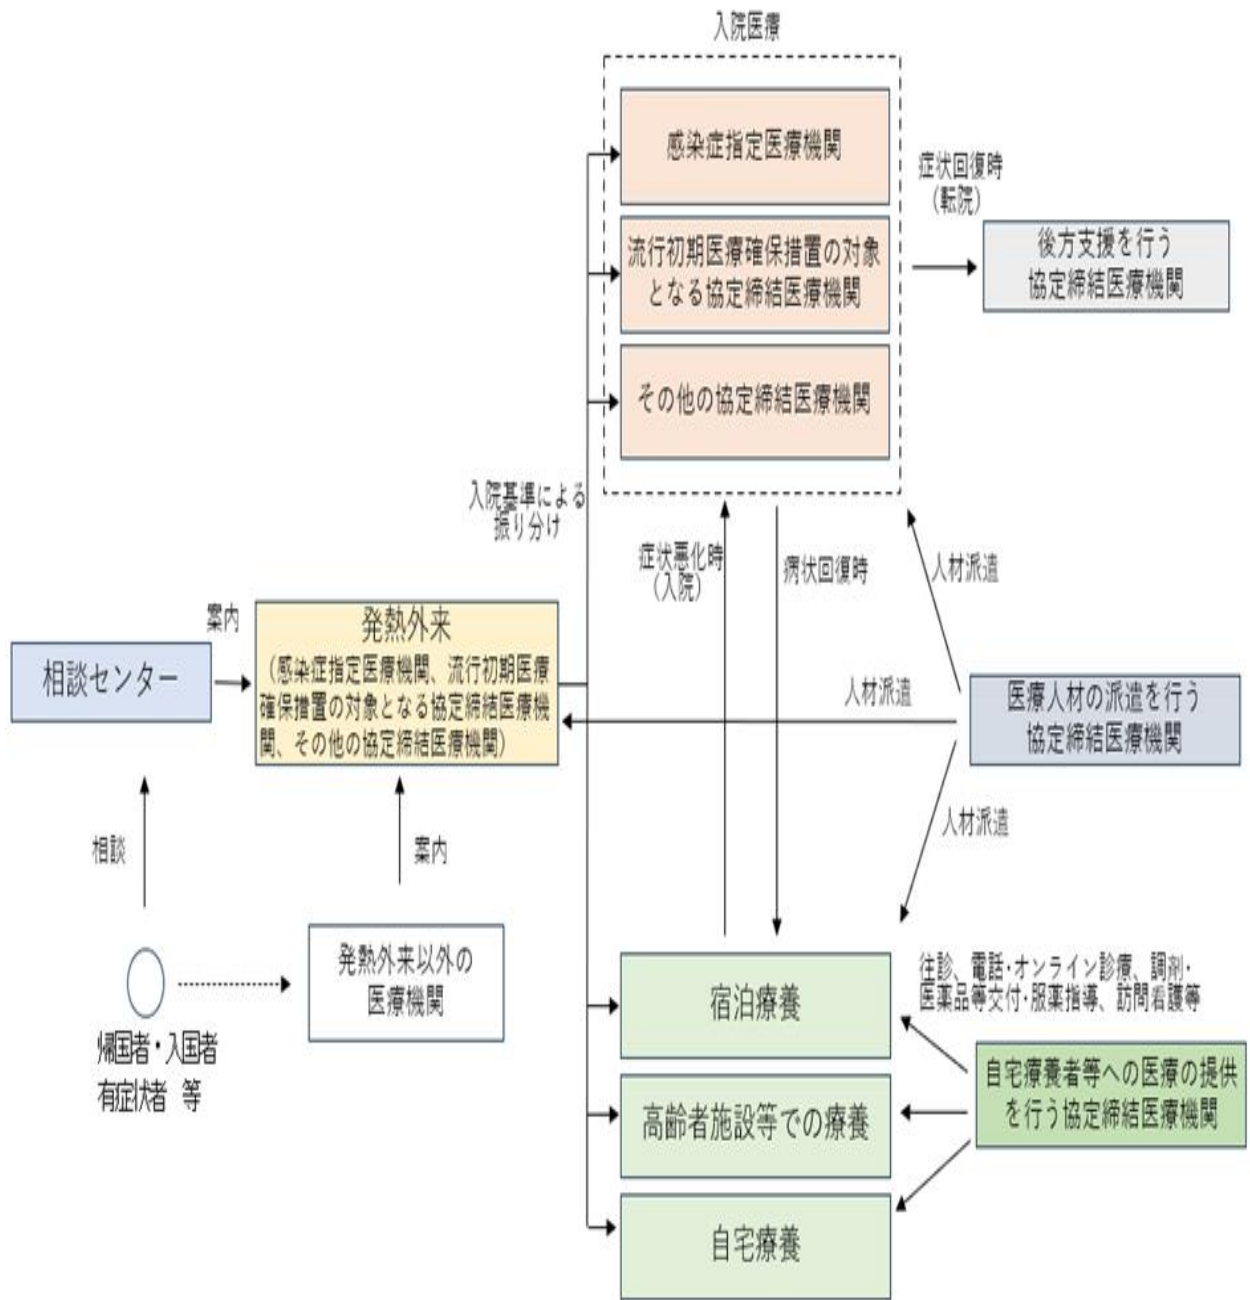 入院医療
感染症指定医療機関
流行初期医療確保措置の対象
となる協定締結医療機関
その他の協定締結医療機関
症状回復時
（転院）
後方支援を行う
協定締結医療機関
入院基準による
振り分け
症状悪化時
（入院）
病状回復時
人材派遣
案内
相談センター
発熱外来
（感染症指定医療機関、流行初期医療
確保措置の対象となる協定締結医療機
関、その他の協定締結医療機関）
人材派遣
医療人材の派遣を行う
協定締結医療機関
人材派遣
相談
案内
発熱外来以外の
医療機関
帰国者・入国者
有症状者 等
往診、電話・オンライン診療、調剤・
医薬品等交付・服薬指導、訪問看護等
宿泊療養
高齢者施設等での療養
自宅療養
自宅療養者等への医療の提供
を行う協定締結医療機関